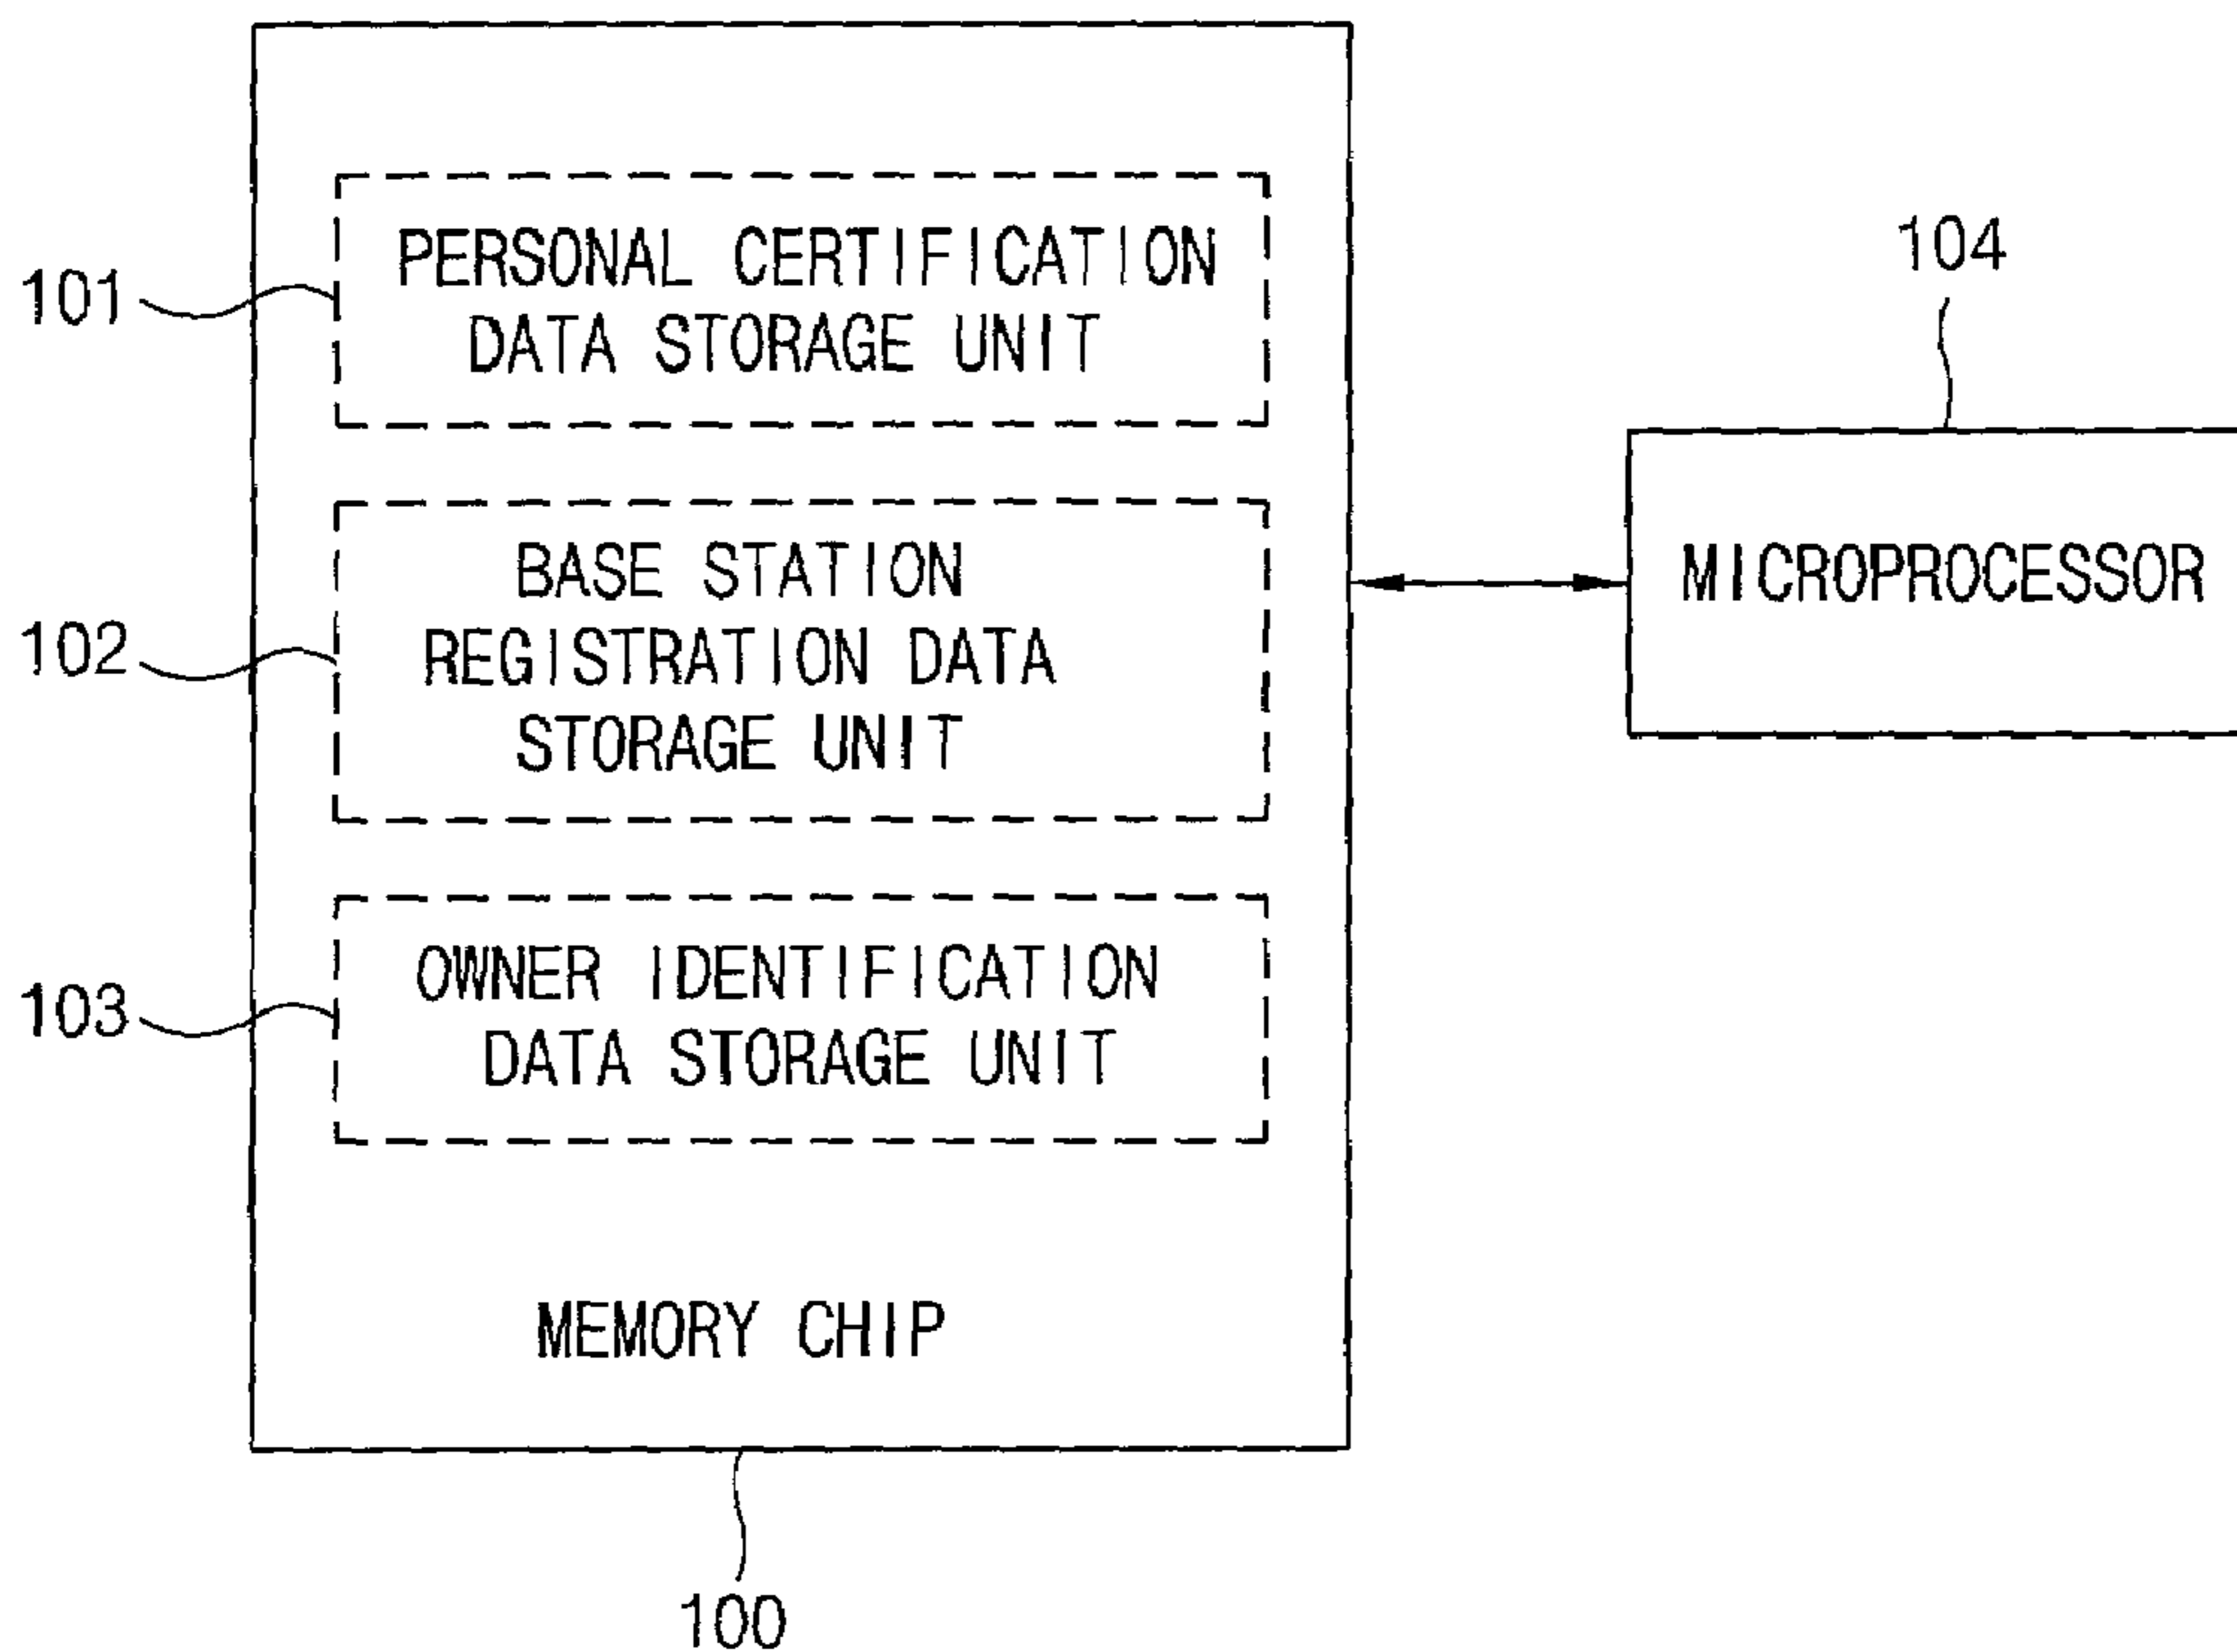 101
PERSONAL CERTIFICATION
DATA STORAGE UNIT
102
BASE STATION
REGISTRATION DATA
STORAGE UNIT
103
OWNER IDENTIFICATION
DATA STORAGE UNIT
MEMORY CHIP
100
104
MICROPROCESSOR